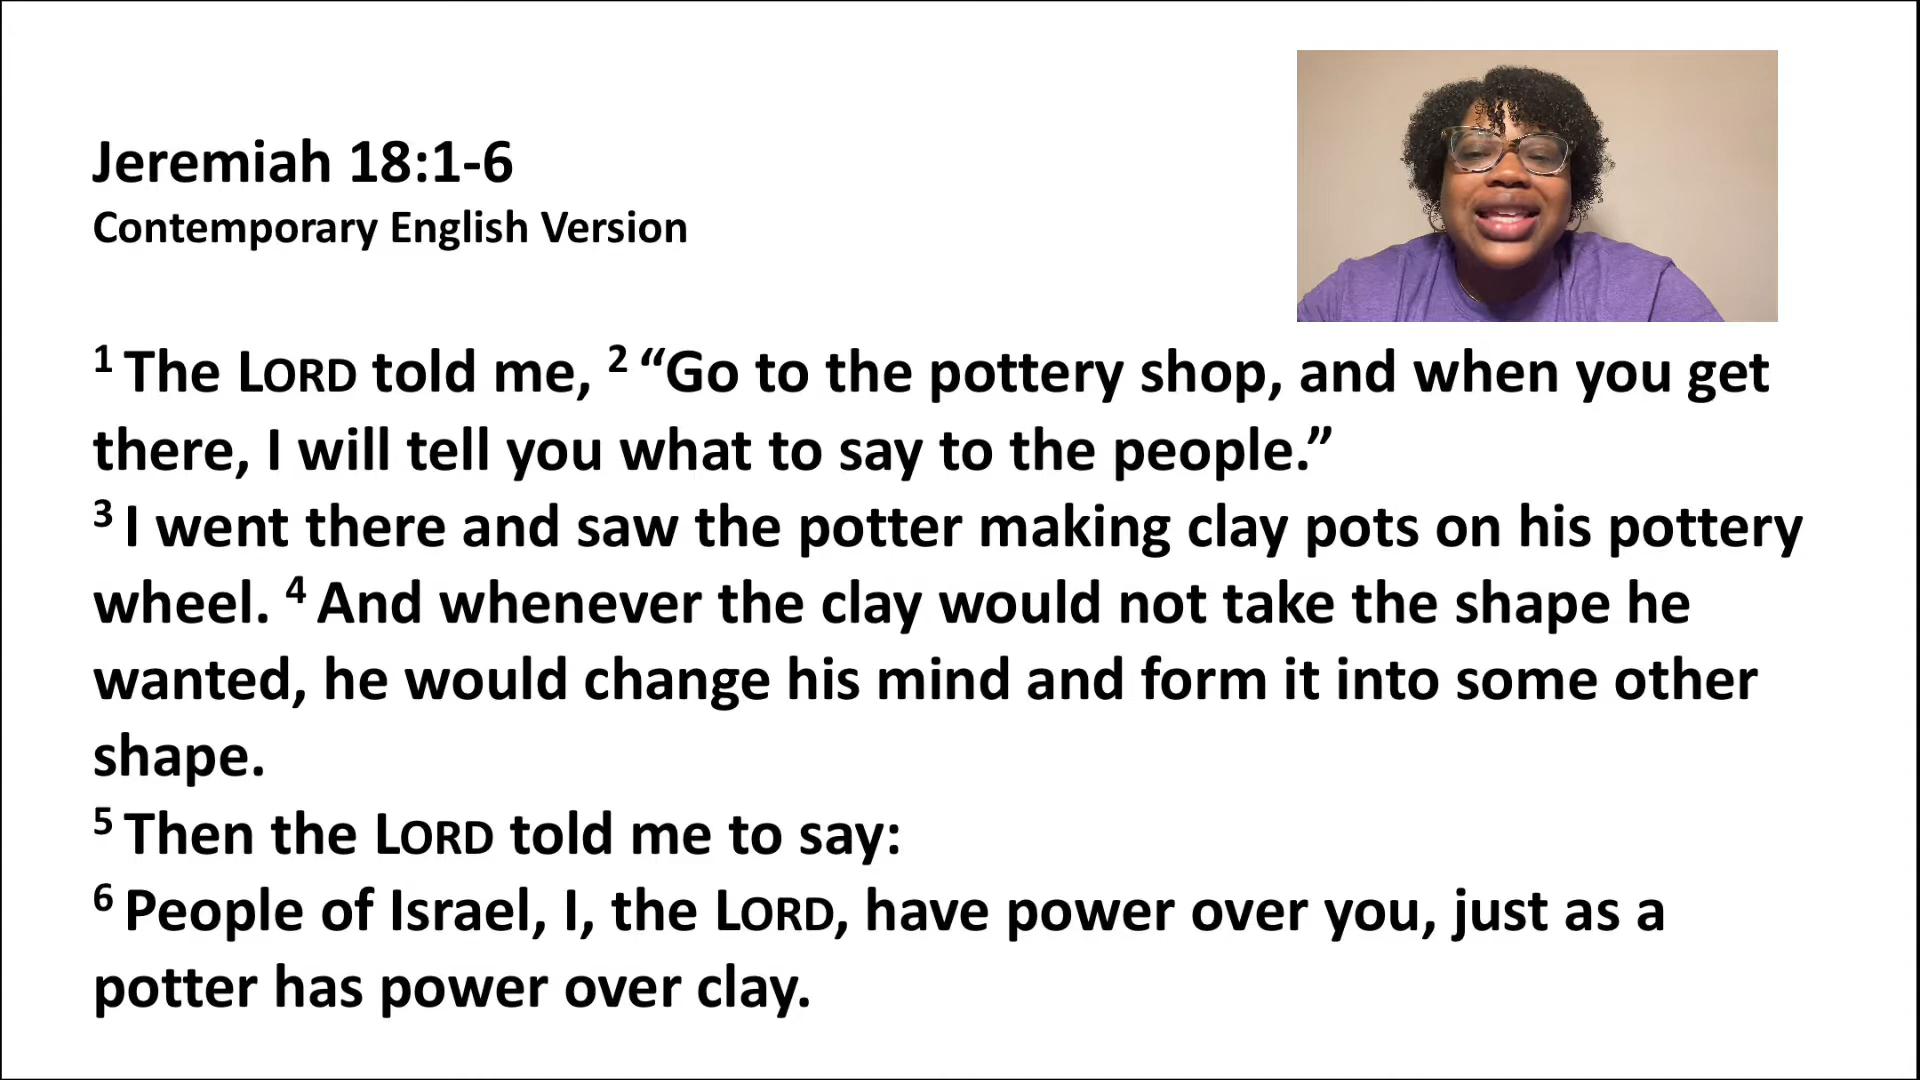 Jeremiah 18:1-6
Contemporary English Version
1 The LORD told me, 2 “Go to the pottery shop, and when you get
there, I will tell you what to say to the people.”
3 I went there and saw the potter making clay pots on his pottery
wheel. 4 And whenever the clay would not take the shape he
wanted, he would change his mind and form it into some other
shape.
5 Then the LORD told me to say:
6 People of Israel, I, the LORD, have power over you, just as a
potter has power over clay.